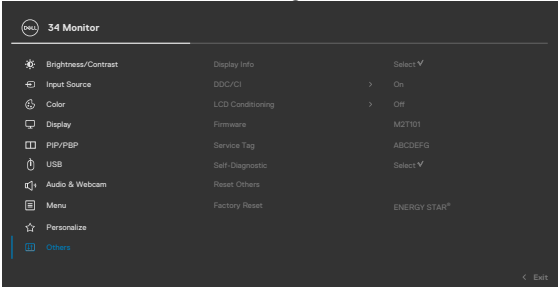 DELL 34 Monitor
Brightness/Contrast Display Info Select
Input Source DDC/CI > On
Color LCD Conditioning > Off
Display Firmware M2T101
PIP/PBP Service Tag ABCDEFG
USB Self-Diagnostic Select
Audio & Webcam Reset Others
Menu Factory Reset ENERGY STAR®
Personalize
Others
< Exit